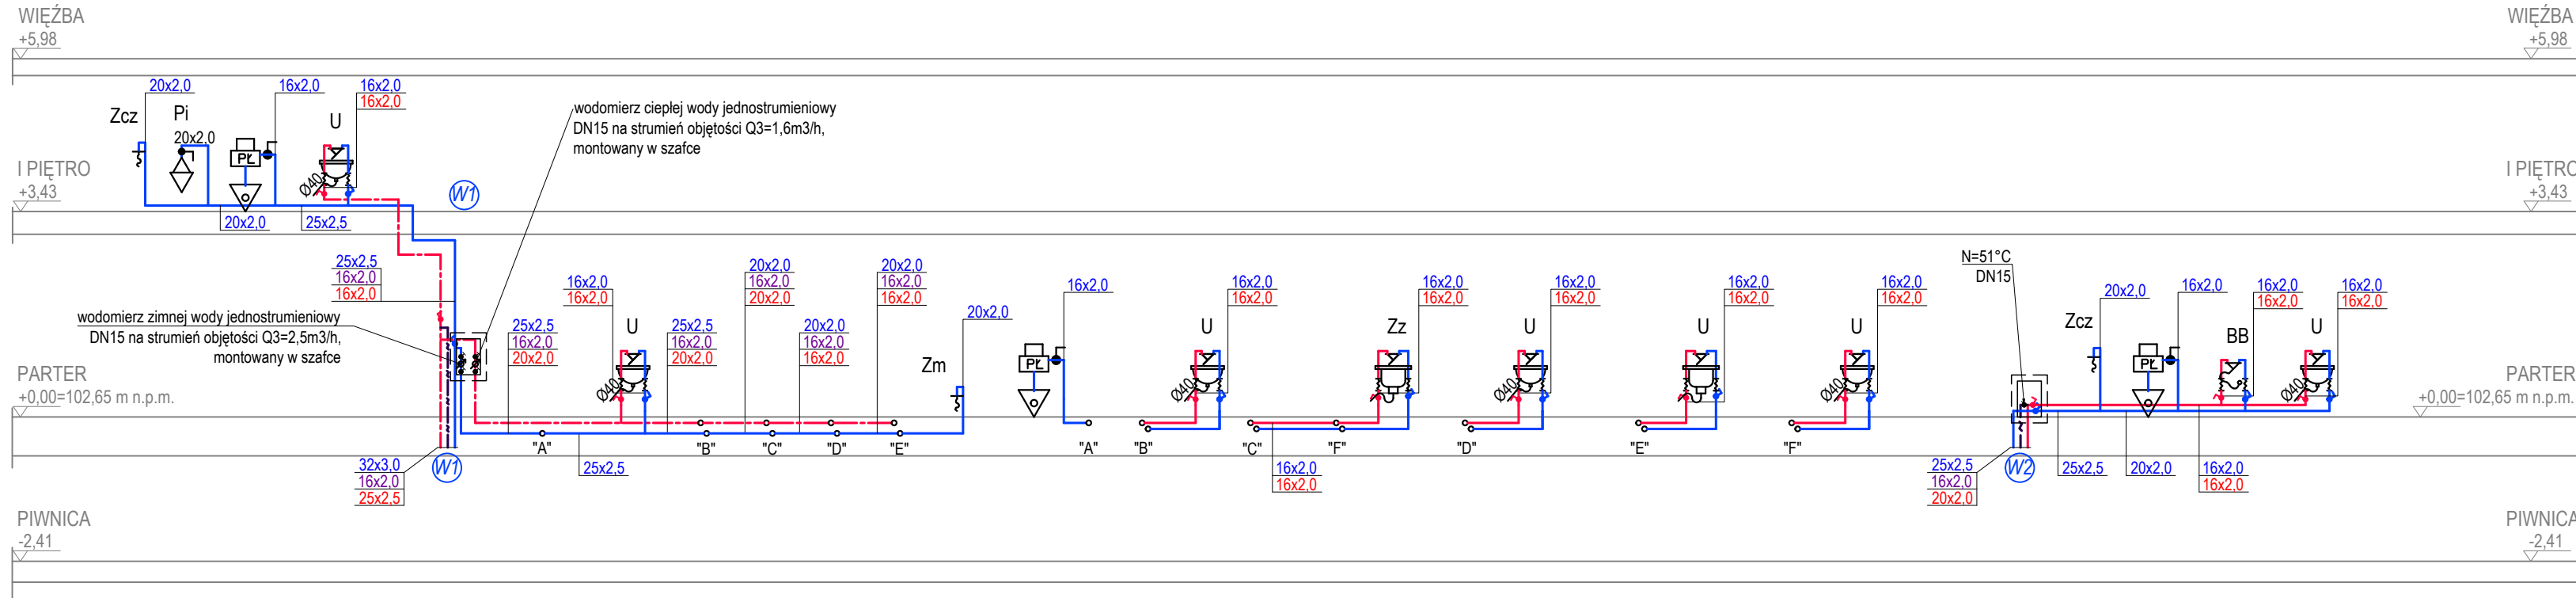 WIĘŹBA
+5,98
WIĘŹBA
+5,98
20x2,0
16x2,0
16x2,0
16x2,0
Zcz
Pi
20x2,0
PŁ
U
Ø40
wodomierz ciepłej wody jednostrumieniowy
DN15 na strumień objętości Q3=1,6m3/h,
montowany w szafce
I PIĘTRO
+3,43
I PIĘTRO
+3,43
W1
20x2,0
25x2,5
25x2,5
16x2,0
16x2,0
wodomierz zimnej wody jednostrumieniowy
DN15 na strumień objętości Q3=2,5m3/h,
montowany w szafce
25x2,5
16x2,0
20x2,0
16x2,0
16x2,0
U
Ø40
25x2,5
16x2,0
20x2,0
20x2,0
16x2,0
20x2,0
20x2,0
16x2,0
16x2,0
20x2,0
16x2,0
16x2,0
Zm
20x2,0
PŁ
16x2,0
U
Ø40
16x2,0
16x2,0
Zz
16x2,0
16x2,0
U
Ø40
16x2,0
16x2,0
U
16x2,0
16x2,0
U
Ø40
16x2,0
16x2,0
N=51°C
DN15
Zcz
20x2,0
PŁ
16x2,0
BB
16x2,0
16x2,0
U
Ø40
16x2,0
16x2,0
PARTER
+0,00=102,65 m n.p.m.
PARTER
+0,00=102,65 m n.p.m.
"A"
"B"
"C"
"D"
"E"
"A"
"B"
"C"
"F"
"D"
"E"
"F"
32x3,0
16x2,0
25x2,5
W1
25x2,5
16x2,0
16x2,0
25x2,5
16x2,0
20x2,0
W2
25x2,5
20x2,0
16x2,0
16x2,0
PIWNICA
-2,41
PIWNICA
-2,41